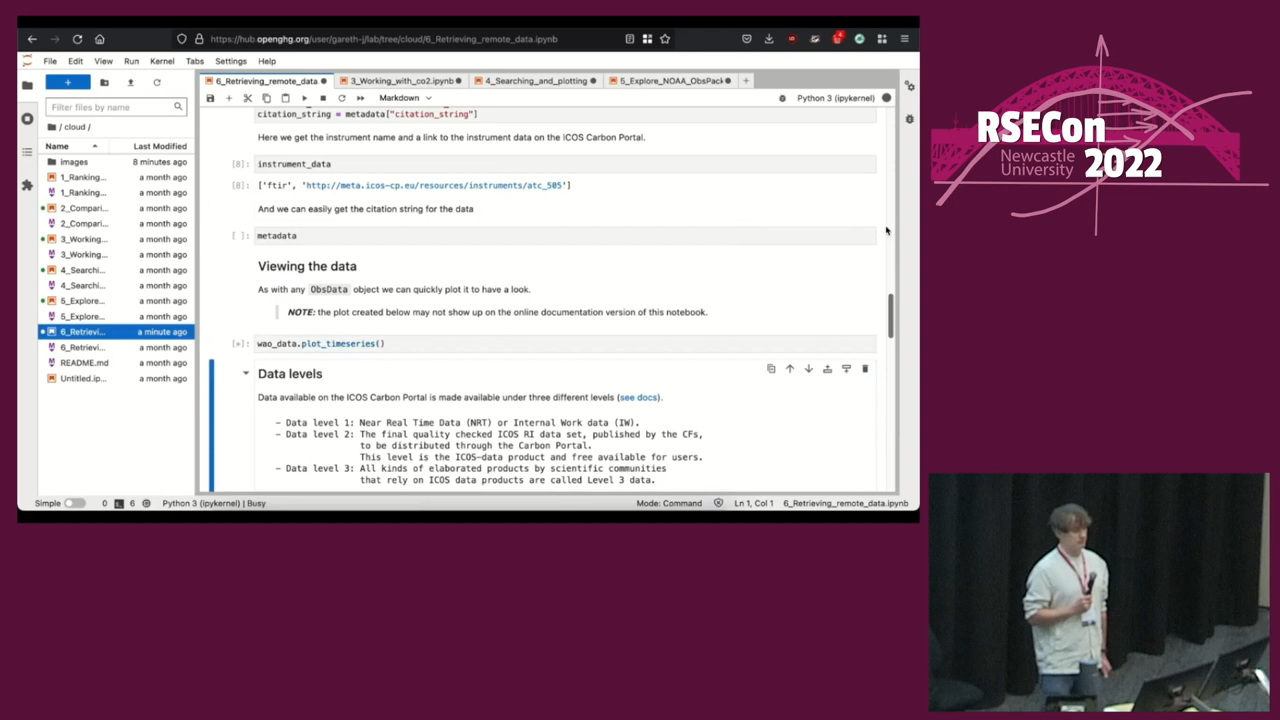 https://hub.openghg.org/user/gareth-j/lab/tree/cloud/6_Retrieving_remote_data.ipynb
File Edit View Run Kernel Tabs Settings Help
6_Retrieving_remote_data.
3_Working_with_co2.ipynb
4_Searching_and_plotting
5_Explore_NOAA_ObsPack
Markdown
Python 3 (ipykernel)
Filter files by name
/ cloud /
Name Last Modified
images 8 minutes ago
1_Ranking... a month ago
1_Ranking... a month ago
2_Compari... a month ago
2_Compari... a month ago
3_Working... a month ago
3_Working... a month ago
4_Searchi... a month ago
4_Searchi... a month ago
5_Explore... a month ago
5_Explore... a month ago
6_Retrievi... a minute ago
6_Retrievi... a month ago
README.md a month ago
Untitled.ip... a month ago
citation_string = metadata["citation_string"]
Here we get the instrument name and a link to the instrument data on the ICOS Carbon Portal.
[8]: instrument_data
[8]: ['ftir', 'http://meta.icos-cp.eu/resources/instruments/atc_505']
And we can easily get the citation string for the data
[ ]: metadata
Viewing the data
As with any ObsData object we can quickly plot it to have a look.
NOTE: the plot created below may not show up on the online documentation version of this notebook.
[*]: wao_data.plot_timeseries()
Data levels
Data available on the ICOS Carbon Portal is made available under three different levels (see docs).
- Data level 1: Near Real Time Data (NRT) or Internal Work data (IW).
- Data level 2: The final quality checked ICOS RI data set, published by the CFs,
to be distributed through the Carbon Portal.
This level is the ICOS-data product and free available for users.
- Data level 3: All kinds of elaborated products by scientific communities
that rely on ICOS data products are called Level 3 data.
Simple 0 6 Python 3 (ipykernel) | Busy
Mode: Command Ln 1, Col 1 6_Retrieving_remote_data.ipynb
RSECon
Newcastle
University
2022